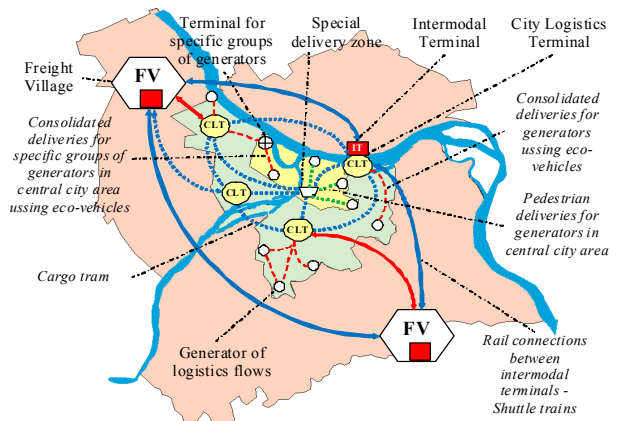 Terminal for
specific groups
of generators
Special
delivery zone
Intermodal
Terminal
City Logistics
Terminal
Freight
Village
FV
CLT
IT
CLT
CLT
CLT
FV
Consolidated
deliveries for
specific groups of
generators in
central city area
ussing eco-
vehicles
Consolidated
deliveries for
generators
ussing eco-
vehicles
Pedestrian
deliveries for
generators in
central city area
Cargo tram
Generator of
logistics flows
Rail connections
between
intermodal
terminals -
Shuttle trains